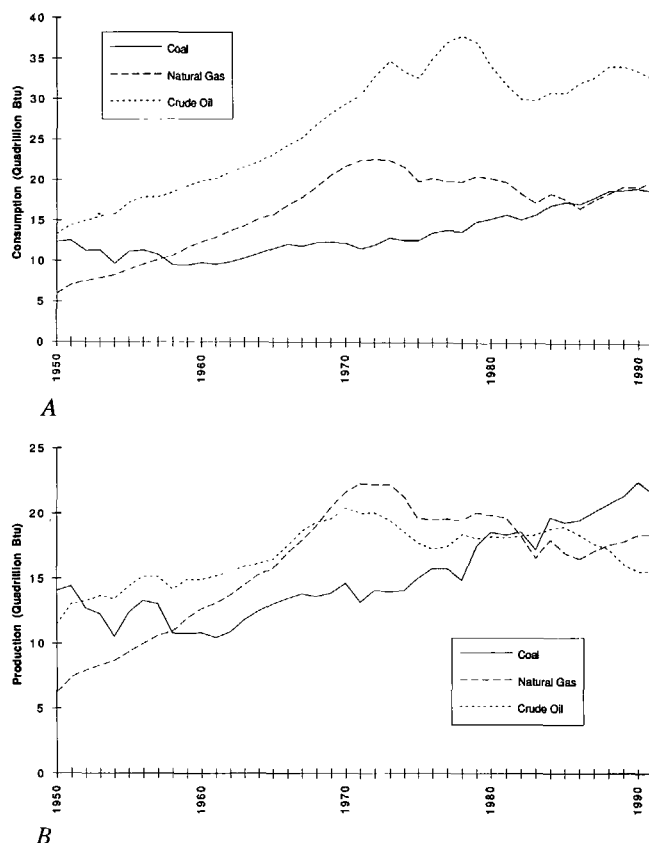 40
35
30
25
20
15
10
5
0
Consumption (Quadrillion Btu)
Coal
Natural Gas
Crude Oil
1950
1960
1970
1980
1990
A
25
20
15
10
5
0
Production (Quadrillion Btu)
Coal
Natural Gas
Crude Oil
1950
1960
1970
1980
1990
B